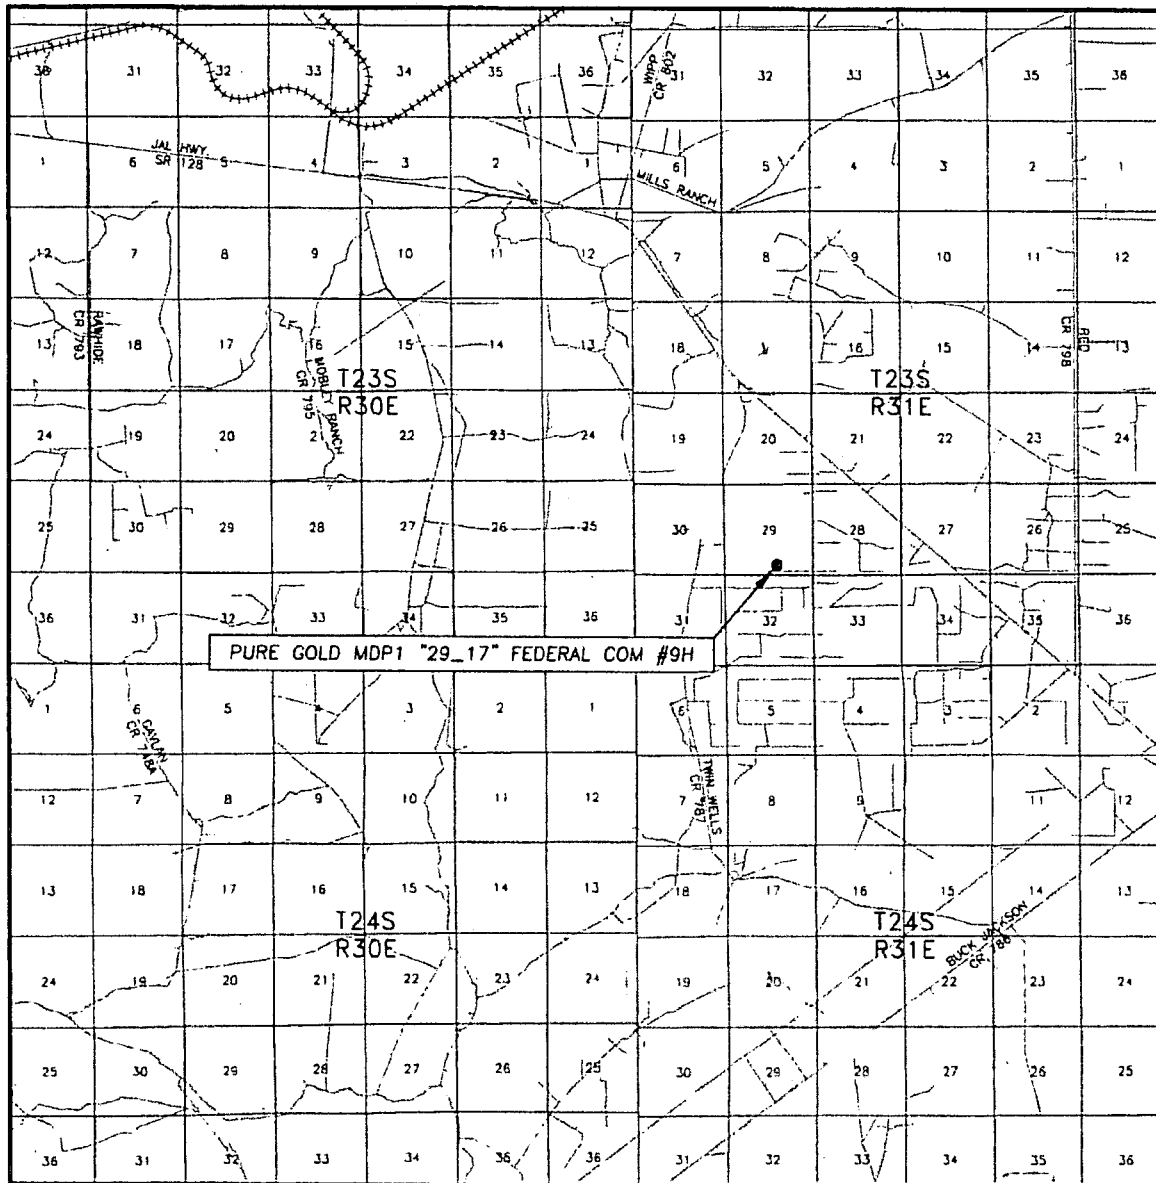 36 31 32 33 34 35 36 31 32 33 34 35 36
WIPP
CR 802
1 6 5 4 3 2 1 6 5 4 3 2 1
JAL HWY
SR 128
MILLS RANCH
12 7 8 9 10 11 12 7 8 9 10 11 12
RAWHIDE
CR 793
RED
CR 798
13 18 17 16 15 14 13 18 16 15 14 13
MOBLEY RANCH
CR 795
T23S
R30E
T23S
R31E
24 19 20 21 22 23 24 19 20 21 22 23 24
25 30 29 28 27 26 25 30 29 28 27 26 25
36 31 32 33 34 35 36 31 32 33 34 35 36
PURE GOLD MDP1 "29_17" FEDERAL COM #9H
1 6 5 3 2 1 6 5 4 3 2 1
TWIN WELLS
CR 787
12 7 8 9 10 11 12 7 8 9 11 12
13 18 17 16 15 14 13 18 17 16 15 14 13
T24S
R30E
T24S
R31E
BUCK JACKSON
24 19 20 21 22 23 24 19 20 21 22 23 24
25 30 29 28 27 26 25 30 29 28 27 26 25
36 31 32 33 34 35 36 31 32 33 34 35 36